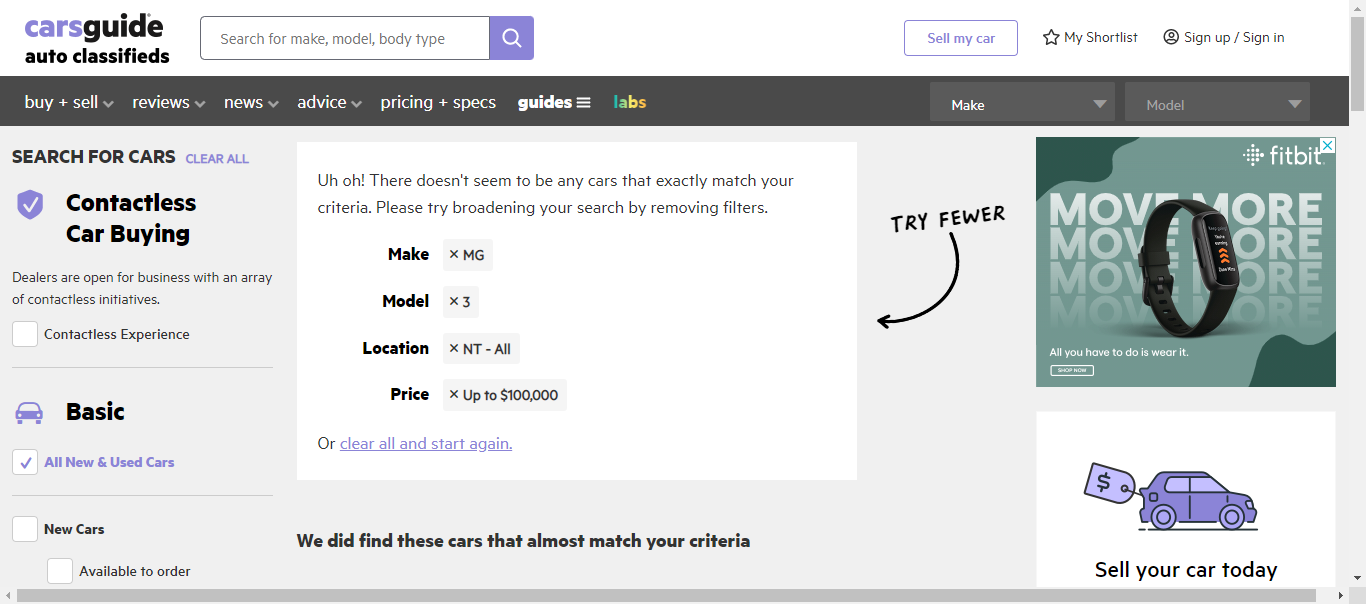 carsguide
auto classifieds
Search for make, model, body type
Sell my car
My Shortlist
Sign up / Sign in
buy + sell
reviews
news
advice
pricing + specs
guides
labs
Make
Model
SEARCH FOR CARS CLEAR ALL
Contactless
Car Buying
Dealers are open for business with an array
of contactless initiatives.
Contactless Experience
Basic
All New & Used Cars
New Cars
Available to order
Uh oh! There doesn't seem to be any cars that exactly match your
criteria. Please try broadening your search by removing filters.
Make × MG
Model × 3
Location × NT - All
Price × Up to $100,000
Or clear all and start again.
TRY FEWER
We did find these cars that almost match your criteria
fitbit
MOVE MORE
MOVE MORE
MOVE MORE
MOVE MORE
All you have to do is wear it.
SHOP NOW
$
Sell your car today